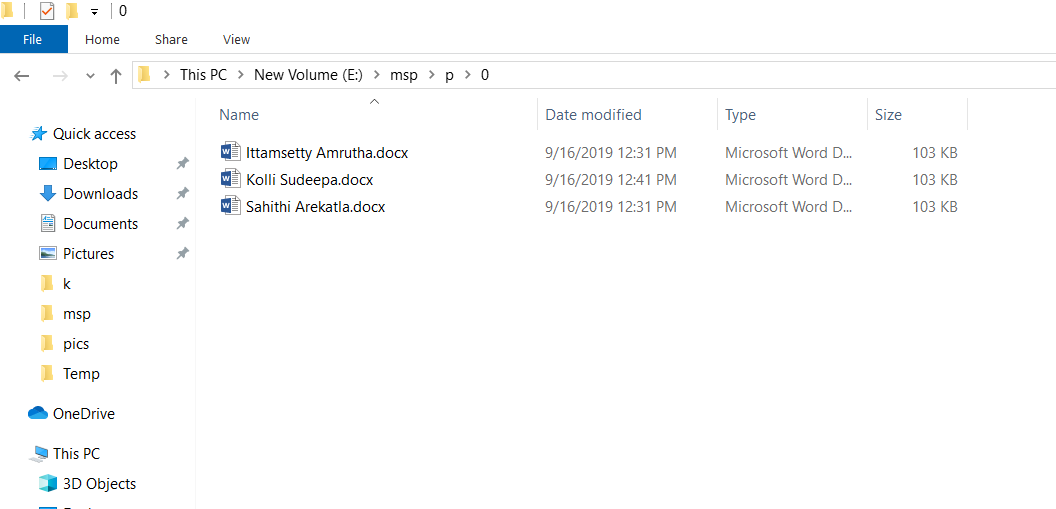 0
File Home Share View
This PC New Volume (E:) msp p 0
Name Date modified Type Size
Quick access
Desktop
Downloads
Documents
Pictures
k
msp
pics
Temp
OneDrive
This PC
3D Objects
Ittamsetty Amrutha.docx 9/16/2019 12:31 PM Microsoft Word D... 103 KB
Kolli Sudeepa.docx 9/16/2019 12:41 PM Microsoft Word D... 103 KB
Sahithi Arekatla.docx 9/16/2019 12:31 PM Microsoft Word D... 103 KB